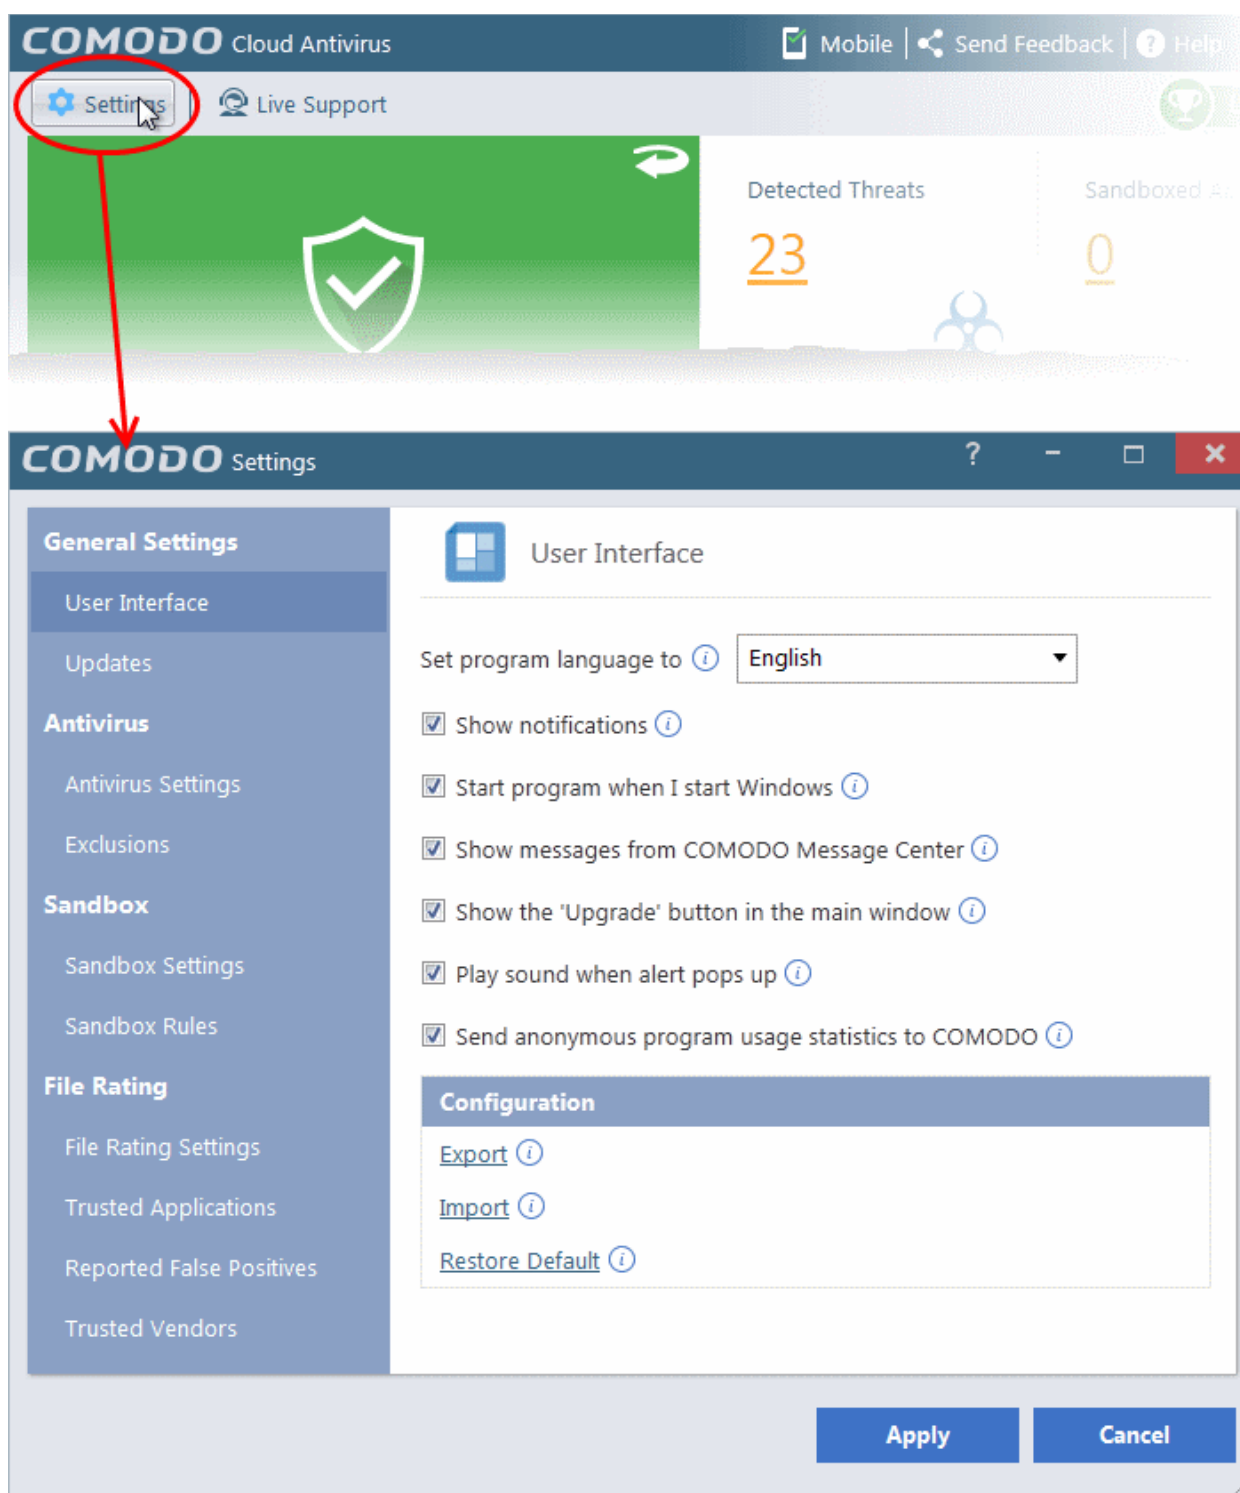 COMODO Cloud Antivirus
Mobile
Send Feedback
Help
Settings
Live Support
Detected Threats
Sandboxed
23
0
COMODO Settings
General Settings
User Interface
Updates
Antivirus
Antivirus Settings
Exclusions
Sandbox
Sandbox Settings
Sandbox Rules
File Rating
File Rating Settings
Trusted Applications
Reported False Positives
Trusted Vendors
User Interface
Set program language to
English
Show notifications
Start program when I start Windows
Show messages from COMODO Message Center
Show the 'Upgrade' button in the main window
Play sound when alert pops up
Send anonymous program usage statistics to COMODO
Configuration
Export
Import
Restore Default
Apply
Cancel